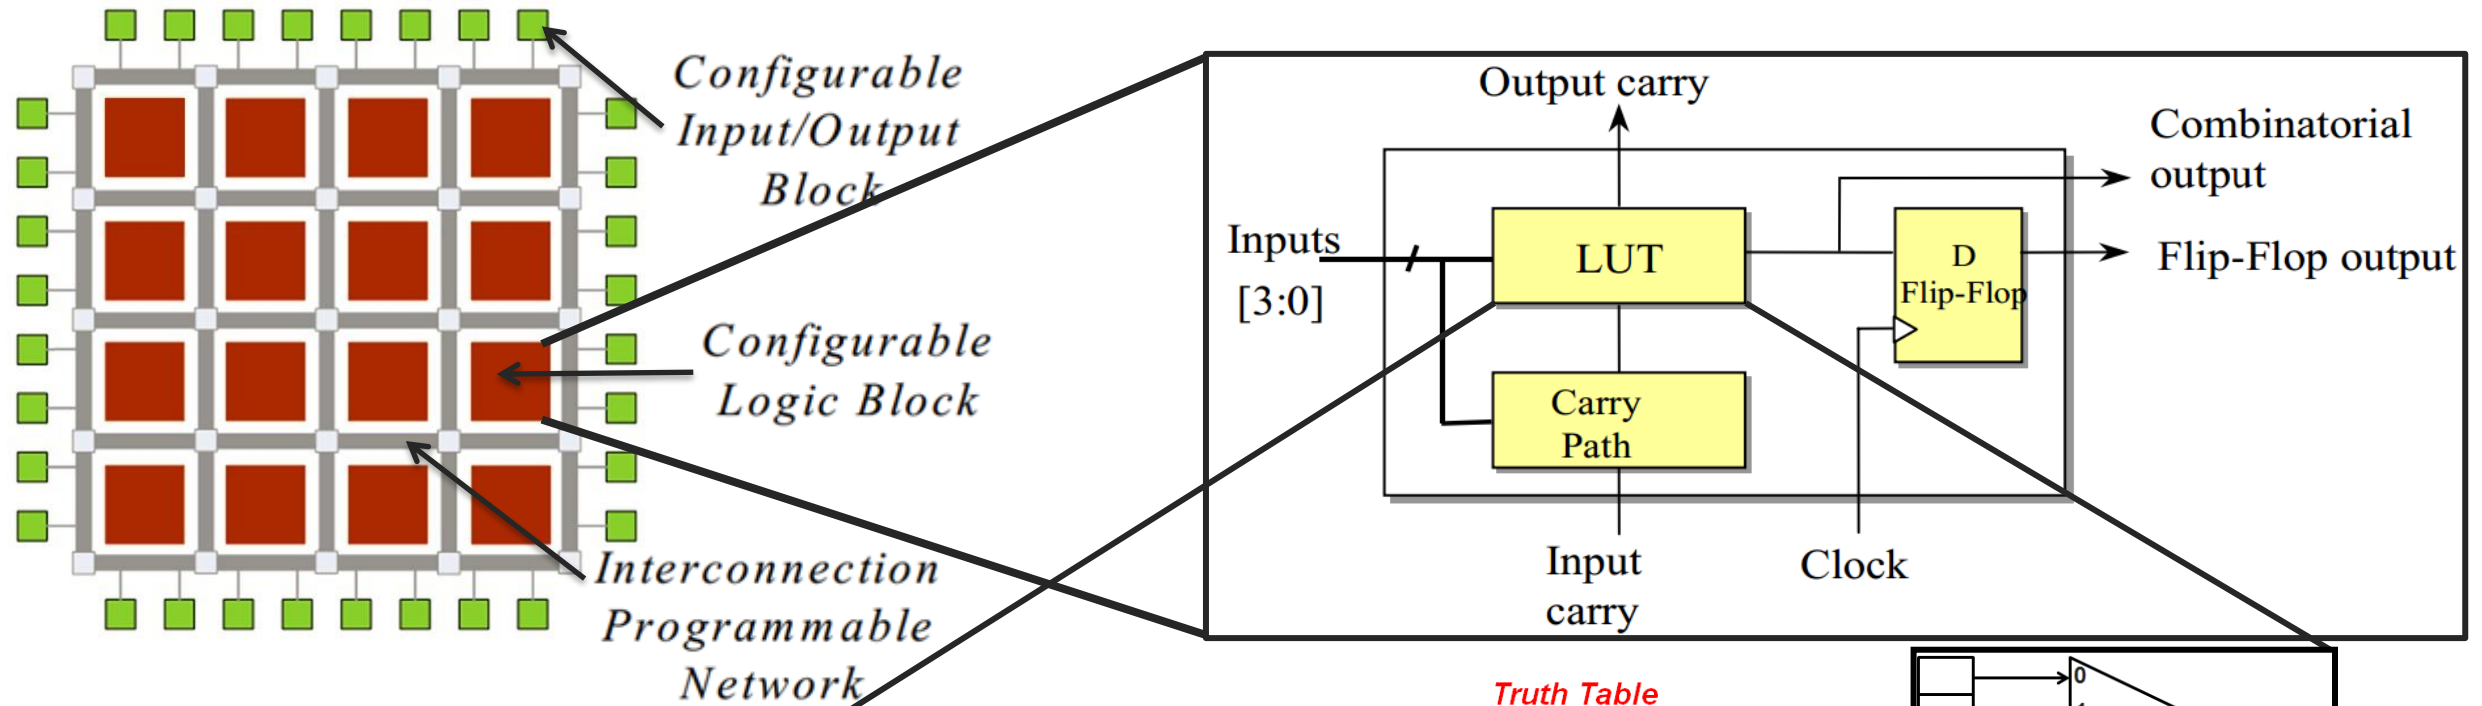 Configurable
Input/Output
Block
Configurable
Logic Block
Interconnection
Programmable
Network
Output carry
Combinatorial
output
Inputs
[3:0]
LUT
D
Flip-Flop
Flip-Flop output
Carry
Path
Input
carry
Clock
Truth Table
0